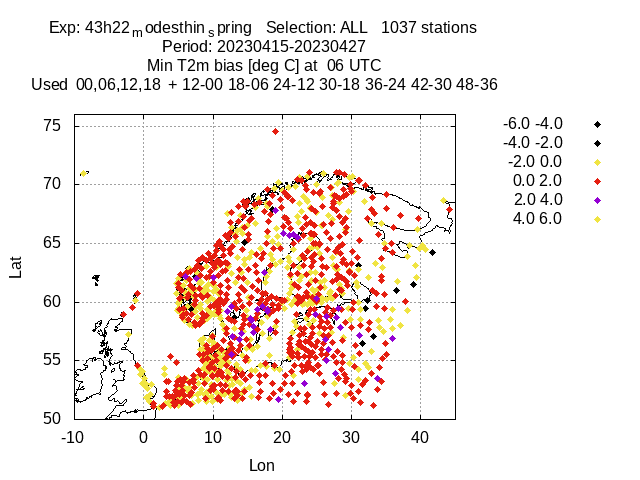 Exp: 43h22modesthinspring   Selection: ALL   1037 stations
Period: 20230415-20230427
Min T2m bias [deg C] at  06 UTC
Used  00,06,12,18  + 12-00 18-06 24-12 30-18 36-24 42-30 48-36
-6.0 -4.0
-4.0 -2.0
-2.0 0.0
0.0 2.0
2.0 4.0
4.0 6.0
75
70
65
60
55
50
Lat
-10 0 10 20 30 40
Lon